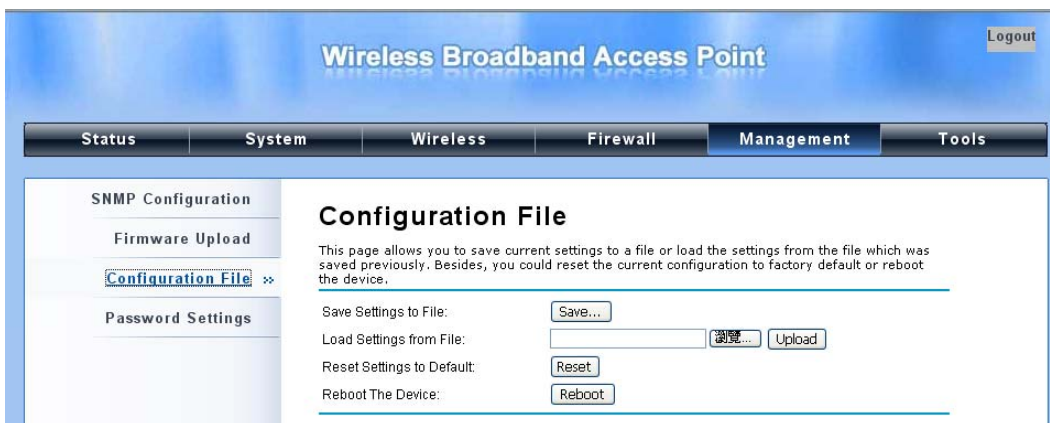 Wireless Broadband Access Point
Logout
Status System Wireless Firewall Management Tools
SNMP Configuration
Firmware Upload
Configuration File »
Password Settings
Configuration File
This page allows you to save current settings to a file or load the settings from the file which was
saved previously. Besides, you could reset the current configuration to factory default or reboot
the device.
Save Settings to File: Save...
Load Settings from File: 瀏覽... Upload
Reset Settings to Default: Reset
Reboot The Device: Reboot